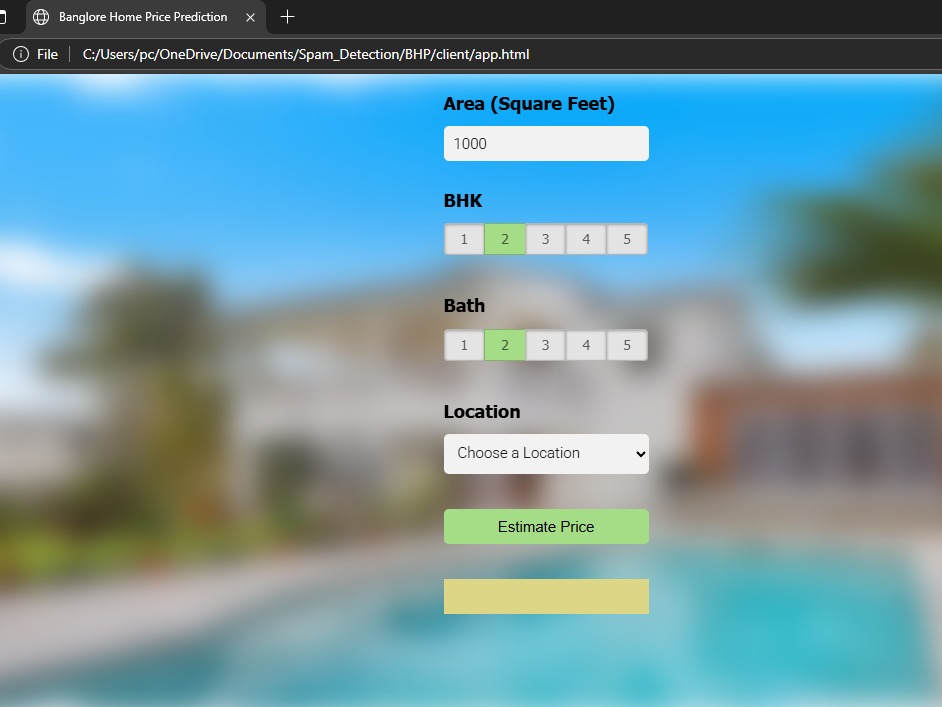 Banglore Home Price Prediction
File C:/Users/pc/OneDrive/Documents/Spam_Detection/BHP/client/app.html
Area (Square Feet)
1000
BHK
1 2 3 4 5
Bath
1 2 3 4 5
Location
Choose a Location
Estimate Price